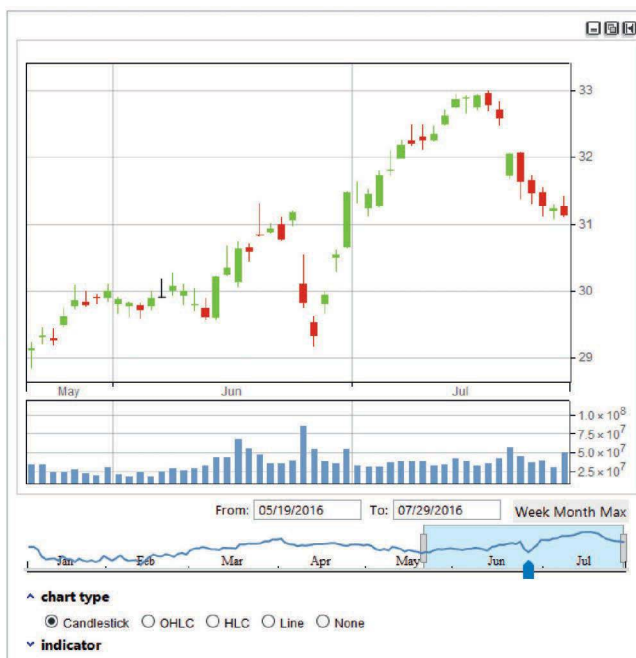 33
32
31
30
29
May Jun Jul
1.0×10⁸
7.5×10⁷
5.0×10⁷
2.5×10⁷
From: 05/19/2016 To: 07/29/2016 Week Month Max
Jan Feb Mar Apr May Jun Jul
chart type
Candlestick OHLC HLC Line None
indicator